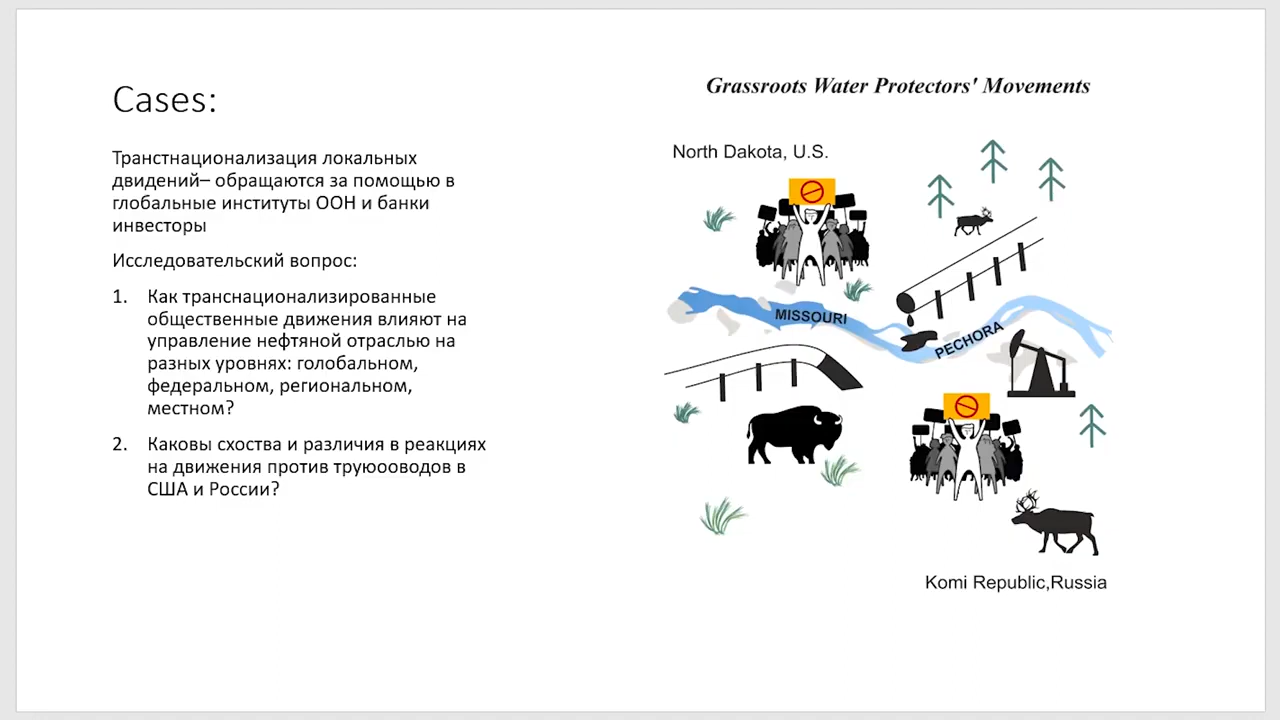 Cases:
Транстнационализация локальных
двидений– обращаются за помощью в
глобальные институты ООН и банки
инвесторы
Исследовательский вопрос:
1. Как транснационализированные
общественные движения влияют на
управление нефтяной отраслью на
разных уровнях: голобальном,
федеральном, региональном,
местном?
2. Каковы схоства и различия в реакциях
на движения против труюооводов в
США и России?
Grassroots Water Protectors' Movements
North Dakota, U.S.
MISSOURI
PECHORA
Komi Republic,Russia